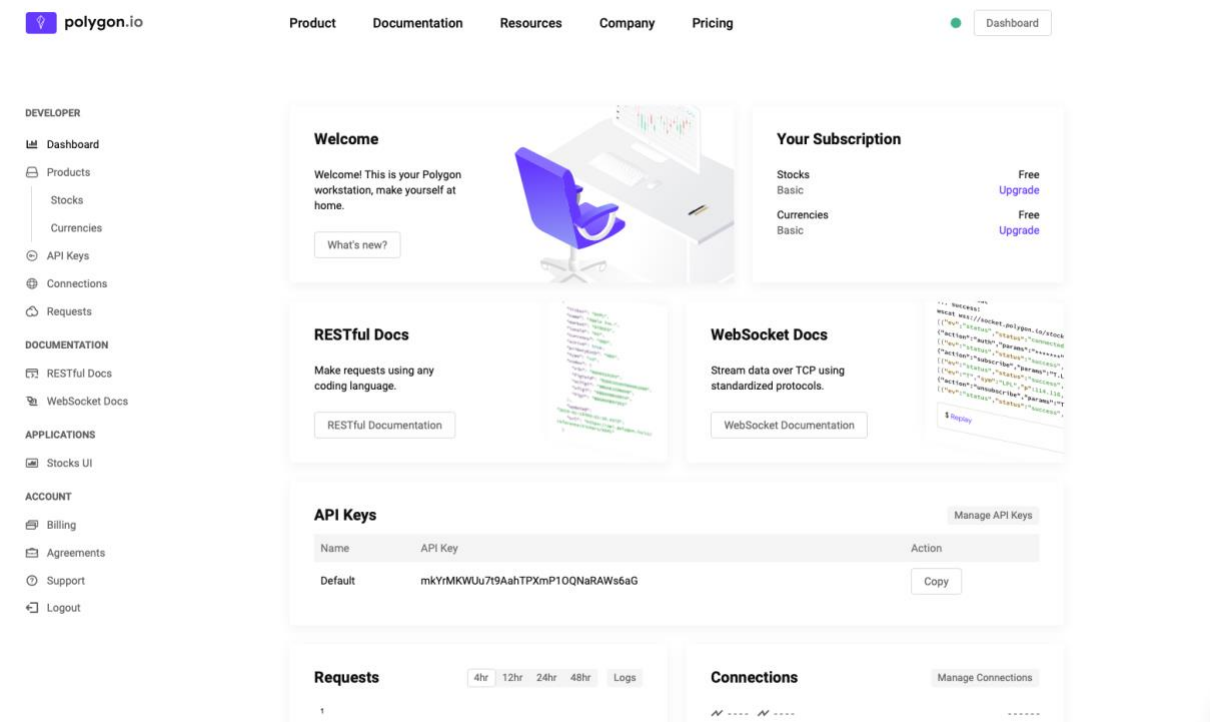 polygon.io
Product Documentation Resources Company Pricing
Dashboard
DEVELOPER
Dashboard
Products
Stocks
Currencies
API Keys
Connections
Requests
DOCUMENTATION
RESTful Docs
WebSocket Docs
APPLICATIONS
Stocks UI
ACCOUNT
Billing
Agreements
Support
Logout
Welcome
Welcome! This is your Polygon
workstation, make yourself at
home.
What's new?
Your Subscription
Stocks Free
Basic Upgrade
Currencies Free
Basic Upgrade
RESTful Docs
Make requests using any
coding language.
RESTful Documentation
WebSocket Docs
Stream data over TCP using
standardized protocols.
WebSocket Documentation
$ Replay
API Keys
Manage API Keys
Name API Key Action
Default mkYrMKWUu7t9AahTPXmP1OQNaRAWs6aG Copy
Requests
4hr 12hr 24hr 48hr Logs
1
Connections
Manage Connections